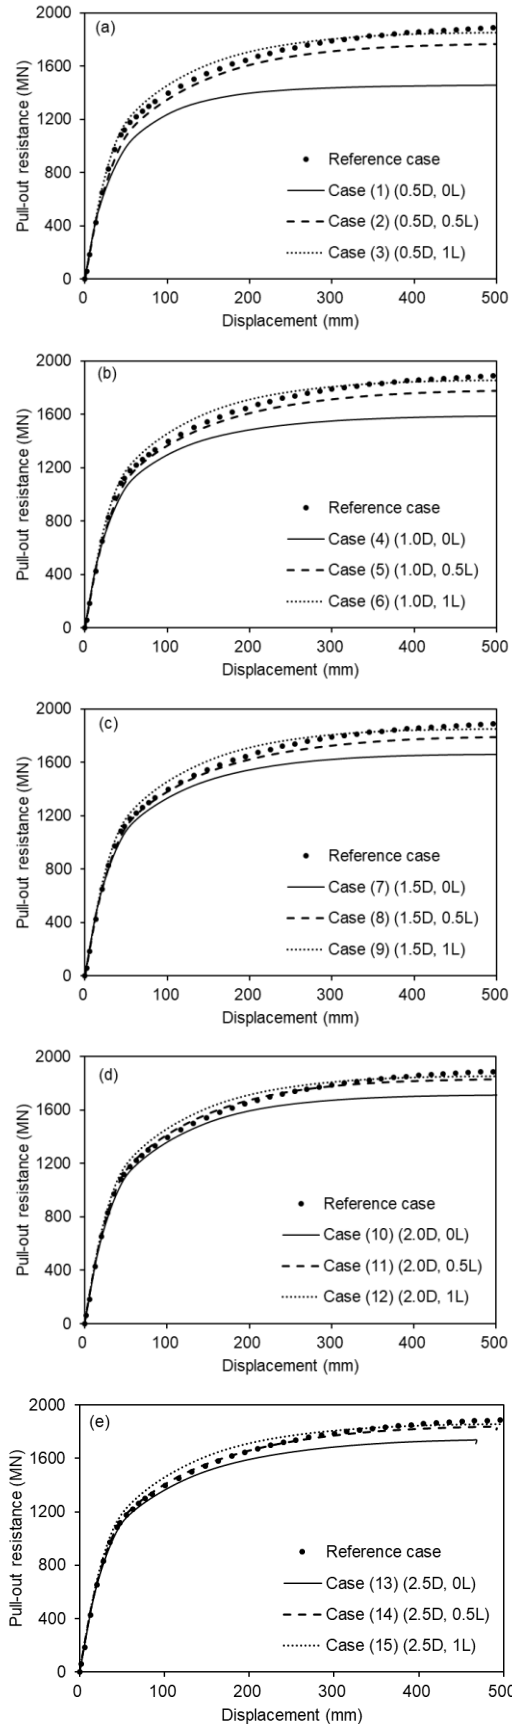 2000
(a)
1600
1200
800
400
0
Pull-out resistance (MN)
Reference case
Case (1) (0.5D, 0L)
Case (2) (0.5D, 0.5L)
Case (3) (0.5D, 1L)
0 100 200 300 400 500
Displacement (mm)
2000
(b)
1600
1200
800
400
0
Pull-out resistance (MN)
Reference case
Case (4) (1.0D, 0L)
Case (5) (1.0D, 0.5L)
Case (6) (1.0D, 1L)
0 100 200 300 400 500
Displacement (mm)
2000
(c)
1600
1200
800
400
0
Pull-out resistance (MN)
Reference case
Case (7) (1.5D, 0L)
Case (8) (1.5D, 0.5L)
Case (9) (1.5D, 1L)
0 100 200 300 400 500
Displacement (mm)
2000
(d)
1600
1200
800
400
0
Pull-out resistance (MN)
Reference case
Case (10) (2.0D, 0L)
Case (11) (2.0D, 0.5L)
Case (12) (2.0D, 1L)
0 100 200 300 400 500
Displacement (mm)
2000
(e)
1600
1200
800
400
0
Pull-out resistance (MN)
Reference case
Case (13) (2.5D, 0L)
Case (14) (2.5D, 0.5L)
Case (15) (2.5D, 1L)
0 100 200 300 400 500
Displacement (mm)